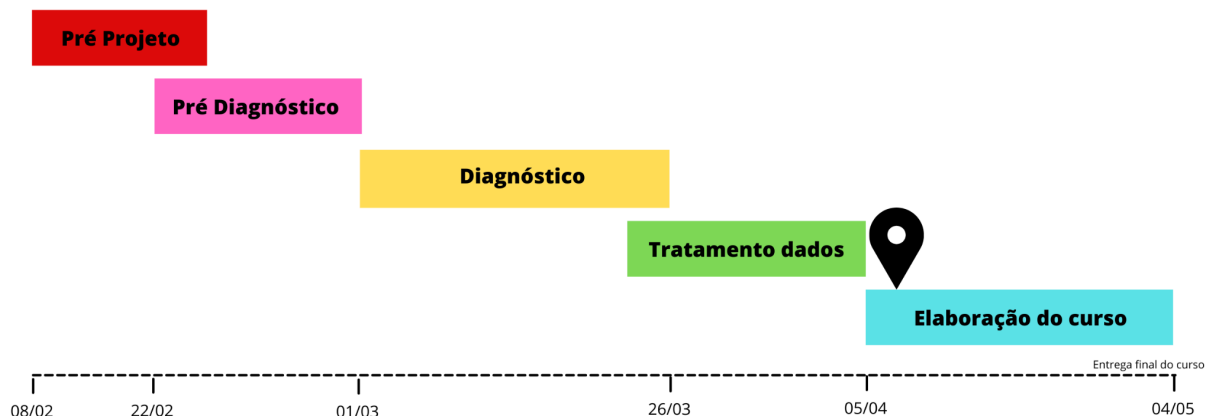 Pré Projeto
Pré Diagnóstico
Diagnóstico
Tratamento dados
Elaboração do curso
Entrega final do curso
08/02 22/02 01/03 26/03 05/04 04/05